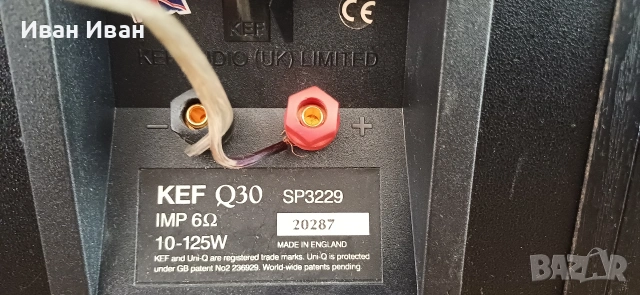 Иван Иван
CE
KEF
KEF AUDIO (UK) LIMITED
− +
KEF Q30 SP3229
IMP 6Ω 20287
10-125W MADE IN ENGLAND
KEF and Uni-Q are registered trade marks. Uni-Q is protected
under GB patent No2 236929. World-wide patents pending
BAZAR